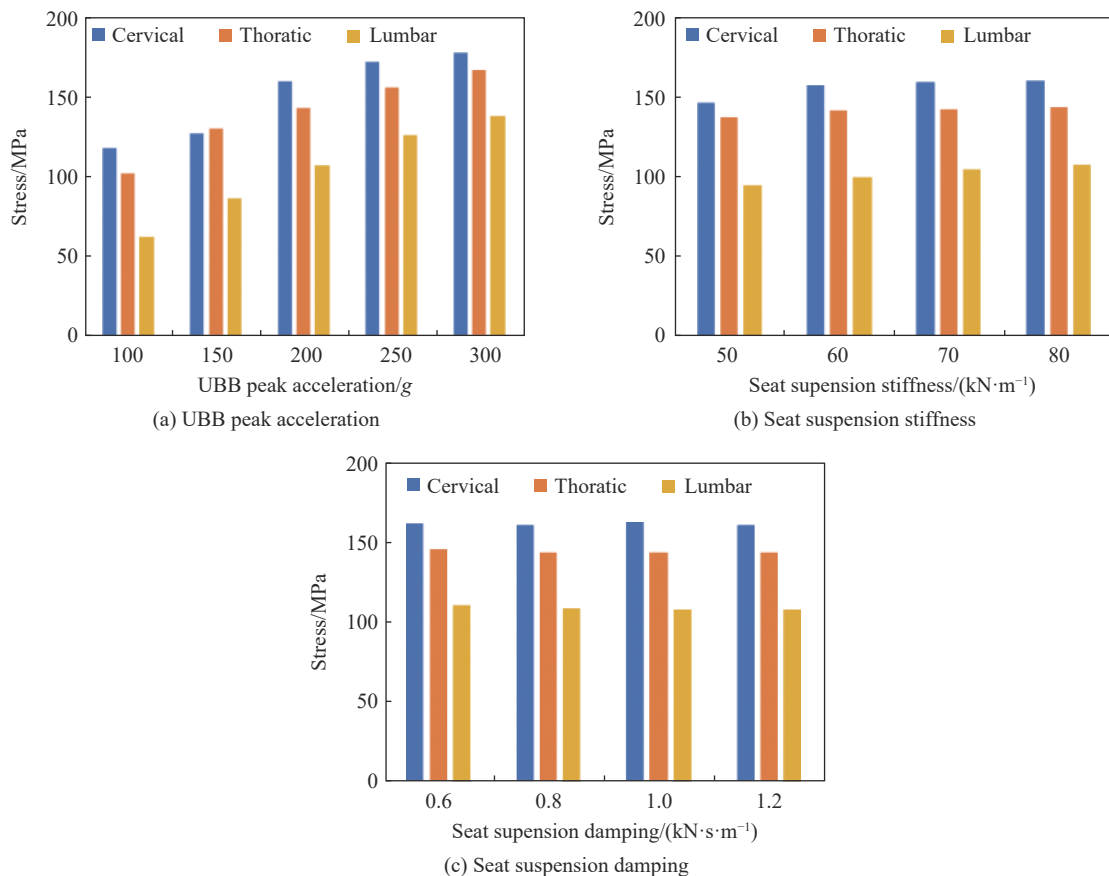 200
150
100
50
0
Stress/MPa
Cervical Thoratic Lumbar
100 150 200 250 300
UBB peak acceleration/g
(a) UBB peak acceleration
200
150
100
50
0
Stress/MPa
Cervical Thoratic Lumbar
50 60 70 80
Seat supension stiffness/(kN·m⁻¹)
(b) Seat suspension stiffness
200
150
100
50
0
Stress/MPa
Cervical Thoratic Lumbar
0.6 0.8 1.0 1.2
Seat supension damping/(kN·s·m⁻¹)
(c) Seat suspension damping